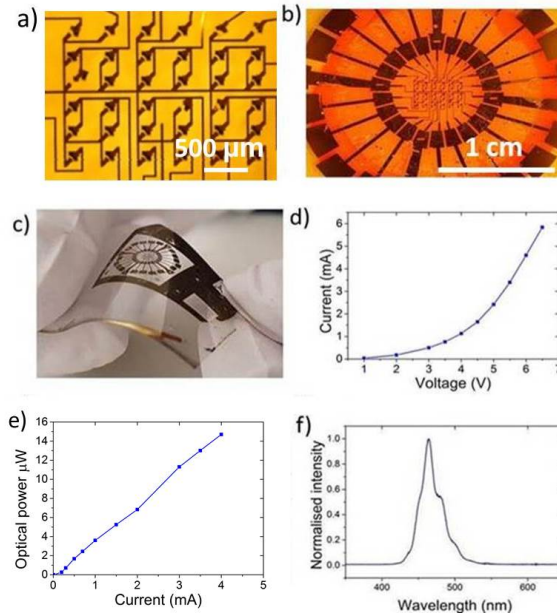 a)
500 µm
b)
1 cm
c)
d)
Current (mA)
6
5
4
3
2
1
0
1 2 3 4 5 6 7
Voltage (V)
e)
Optical power µW
16
14
12
10
8
6
4
2
0
0 1 2 3 4 5
Current (mA)
f)
Normalised intensity
1.0
0.8
0.6
0.4
0.2
0.0
400 500 600
Wavelength (nm)